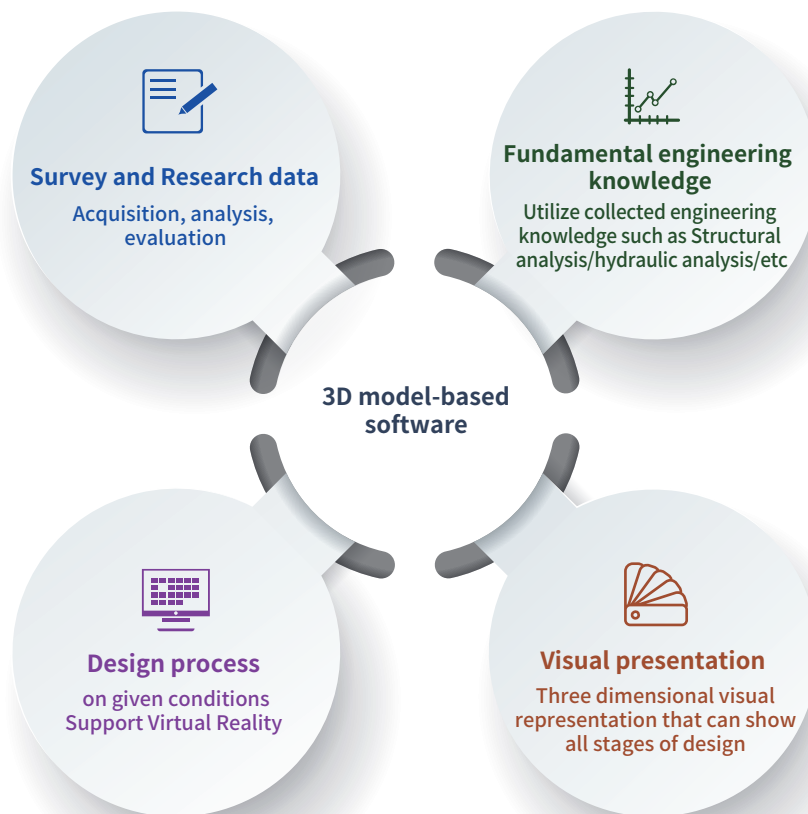 Survey and Research data
Acquisition, analysis,
evaluation
Fundamental engineering
knowledge
Utilize collected engineering
knowledge such as Structural
analysis/hydraulic analysis/etc
3D model-based
software
Design process
on given conditions
Support Virtual Reality
Visual presentation
Three dimensional visual
representation that can show
all stages of design